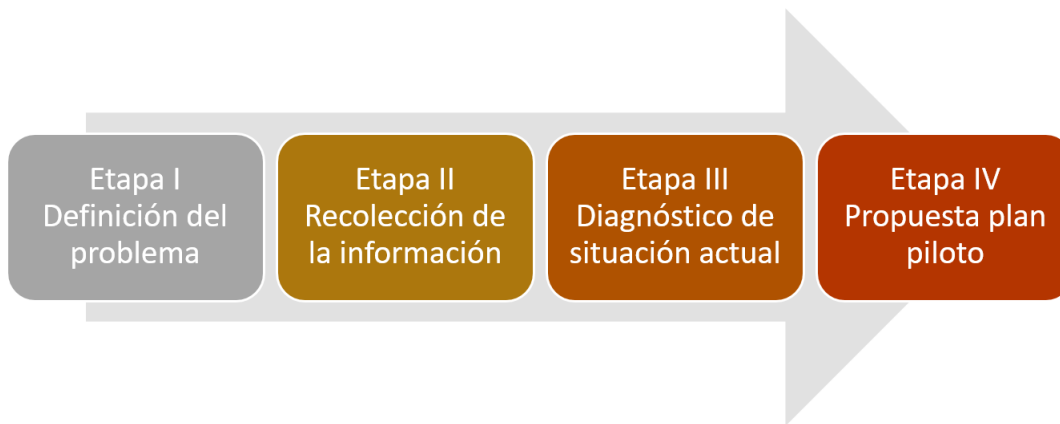 Etapa I
Definición del
problema
Etapa II
Recolección de
la información
Etapa III
Diagnóstico de
situación actual
Etapa IV
Propuesta plan
piloto